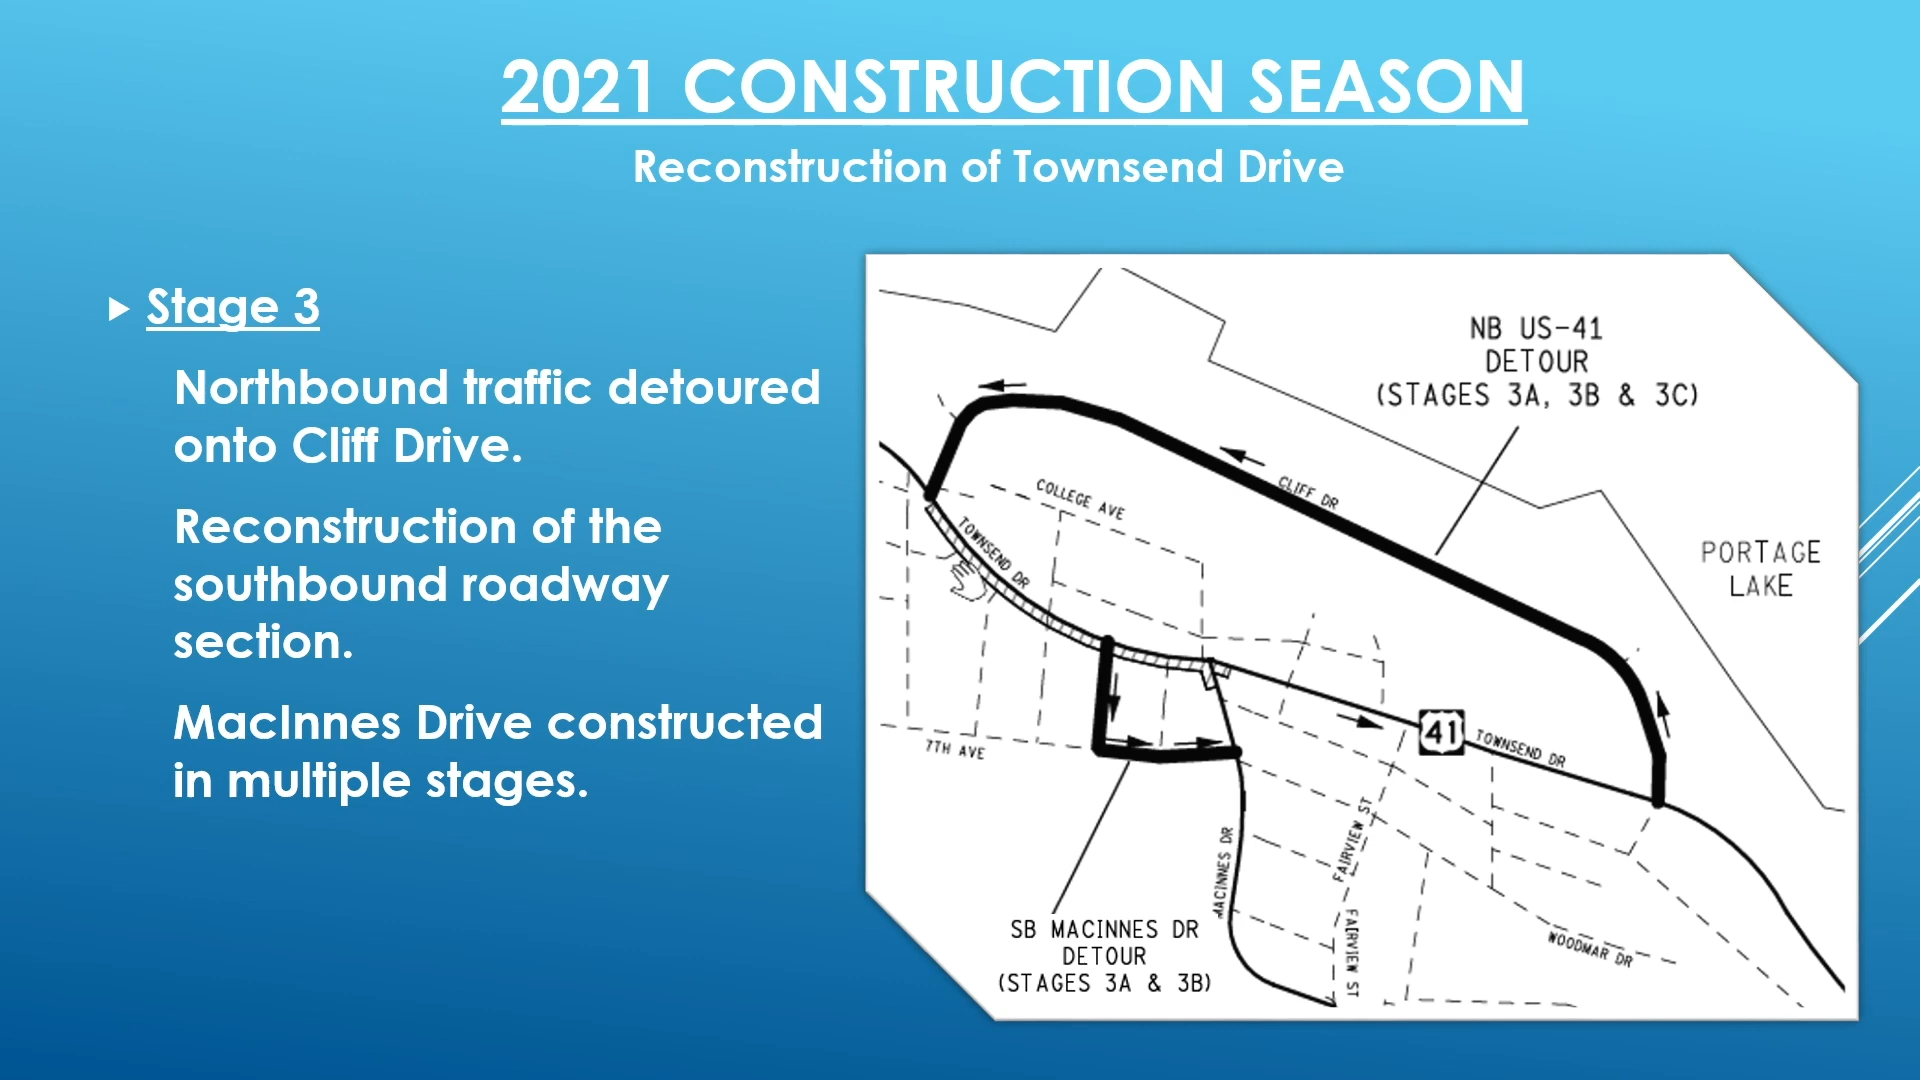 2021 CONSTRUCTION SEASON
Reconstruction of Townsend Drive
Stage 3
Northbound traffic detoured
onto Cliff Drive.
Reconstruction of the
southbound roadway
section.
MacInnes Drive constructed
in multiple stages.
NB US-41
DETOUR
(STAGES 3A, 3B & 3C)
CLIFF DR
COLLEGE AVE
TOWNSEND DR
PORTAGE
LAKE
41
TOWNSEND DR
7TH AVE
MACINNES DR
FAIRVIEW ST
FAIRVIEW ST
WOODMAR DR
SB MACINNES DR
DETOUR
(STAGES 3A & 3B)